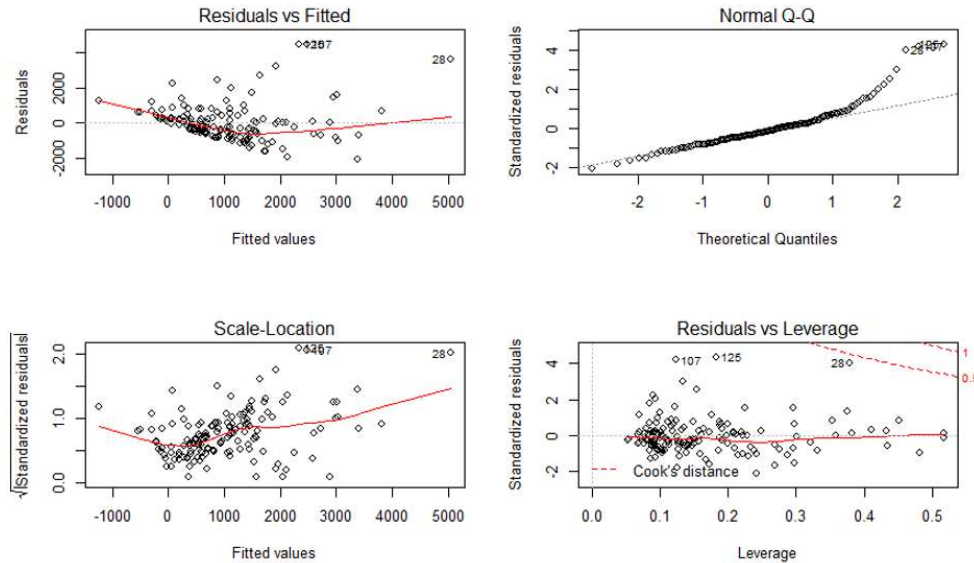 Residuals vs Fitted
Residuals
2000
0
-2000
107
28
-1000 0 1000 2000 3000 4000 5000
Fitted values
Normal Q-Q
Standardized residuals
4
2
0
-2
28
-2 -1 0 1 2
Theoretical Quantiles
Scale-Location
√|Standardized residuals|
2.0
1.0
0.0
28
-1000 0 1000 2000 3000 4000 5000
Fitted values
Residuals vs Leverage
Standardized residuals
4
2
0
-2
107
125
28
1
0.5
Cook's distance
0.0 0.1 0.2 0.3 0.4 0.5
Leverage